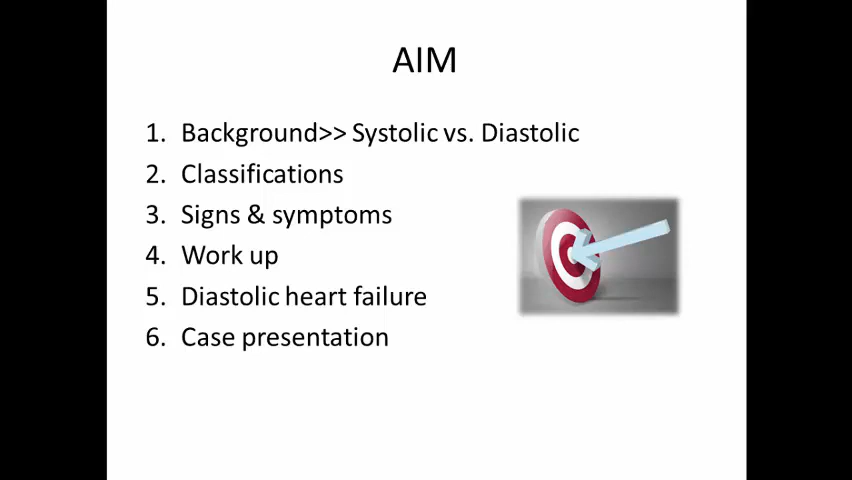 AIM
1. Background>> Systolic vs. Diastolic
2. Classifications
3. Signs & symptoms
4. Work up
5. Diastolic heart failure
6. Case presentation